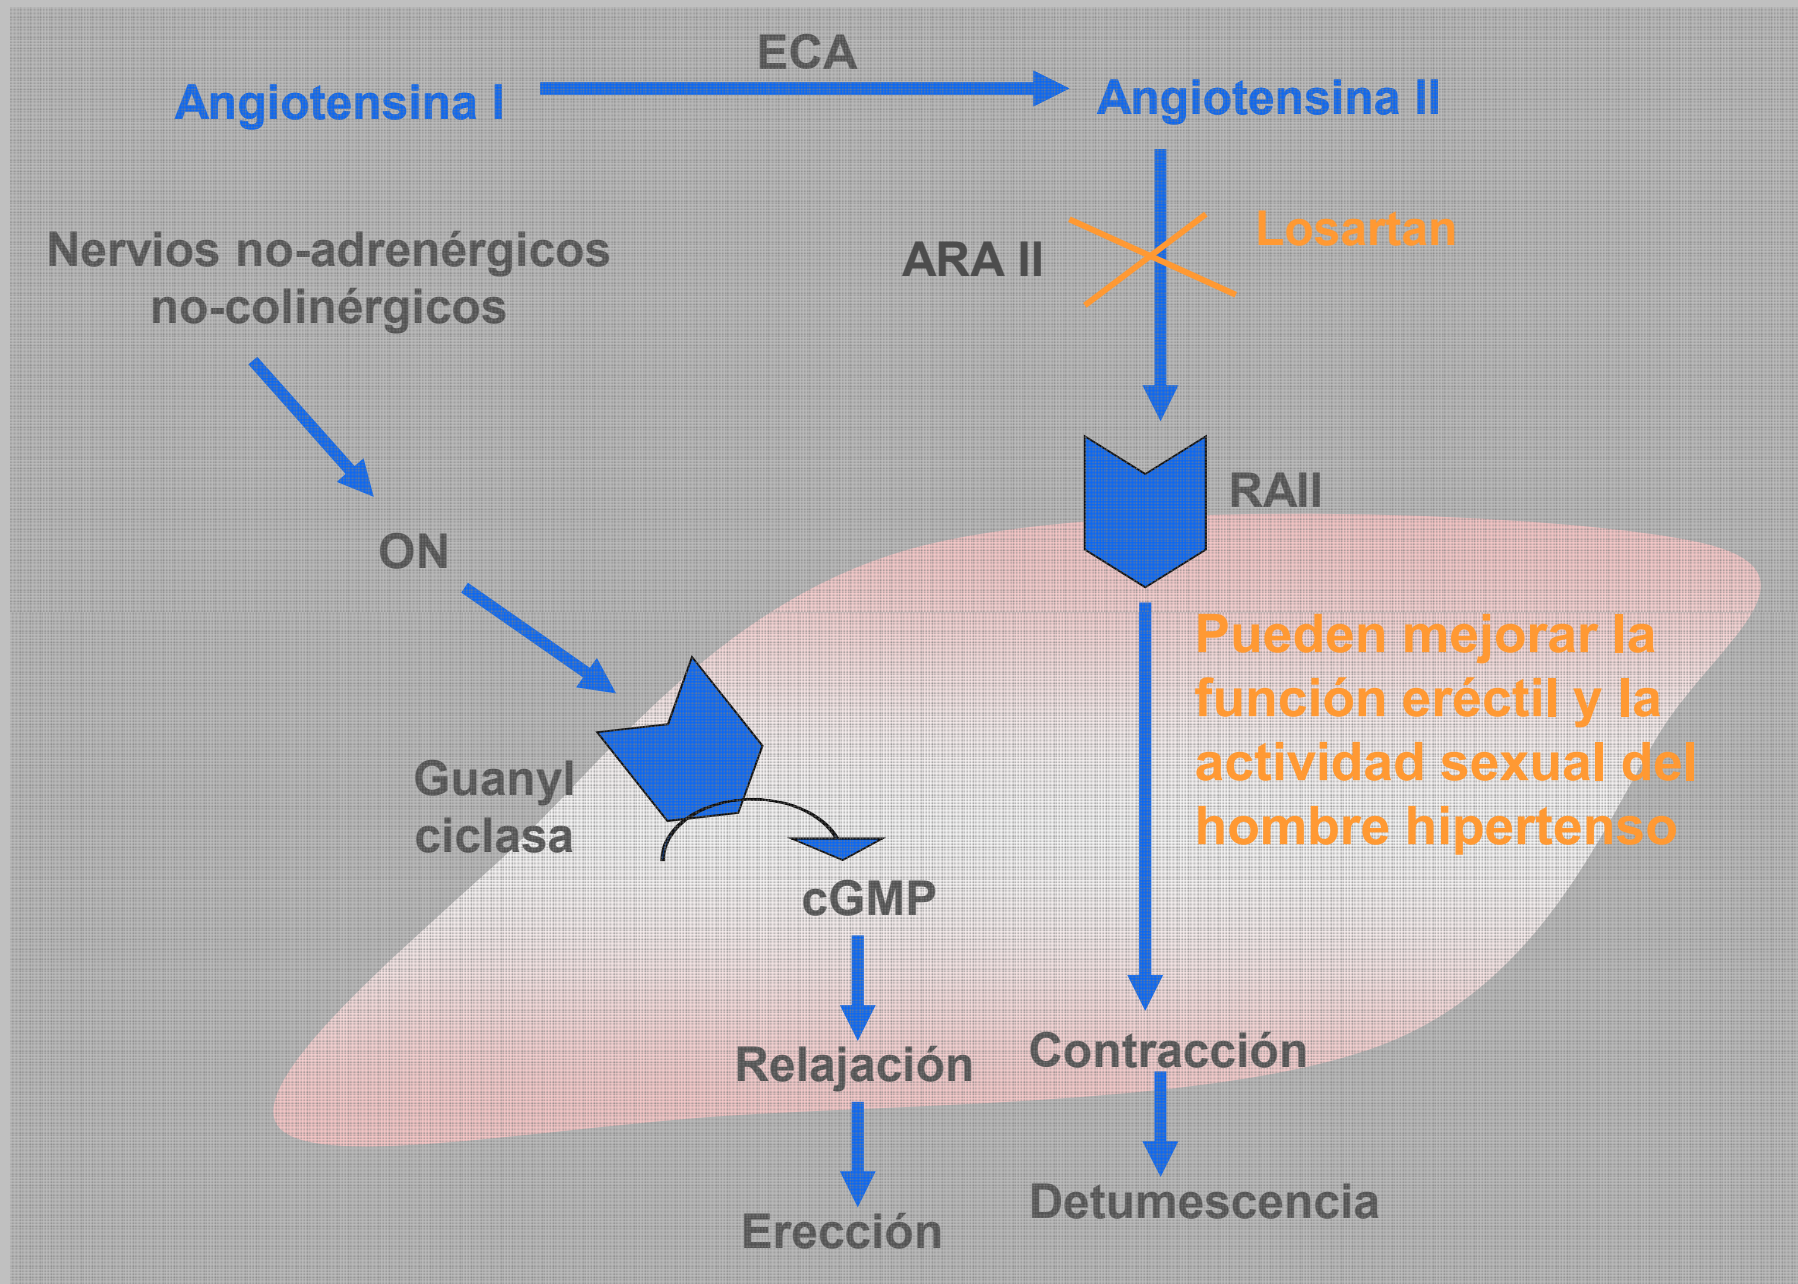 ECA
Angiotensina I
Angiotensina II
Nervios no-adrenérgicos
no-colinérgicos
ARA II
Losartan
RAII
ON
Pueden mejorar la
función eréctil y la
actividad sexual del
hombre hipertenso
Guanyl
ciclasa
cGMP
Relajación
Contracción
Erección
Detumescencia